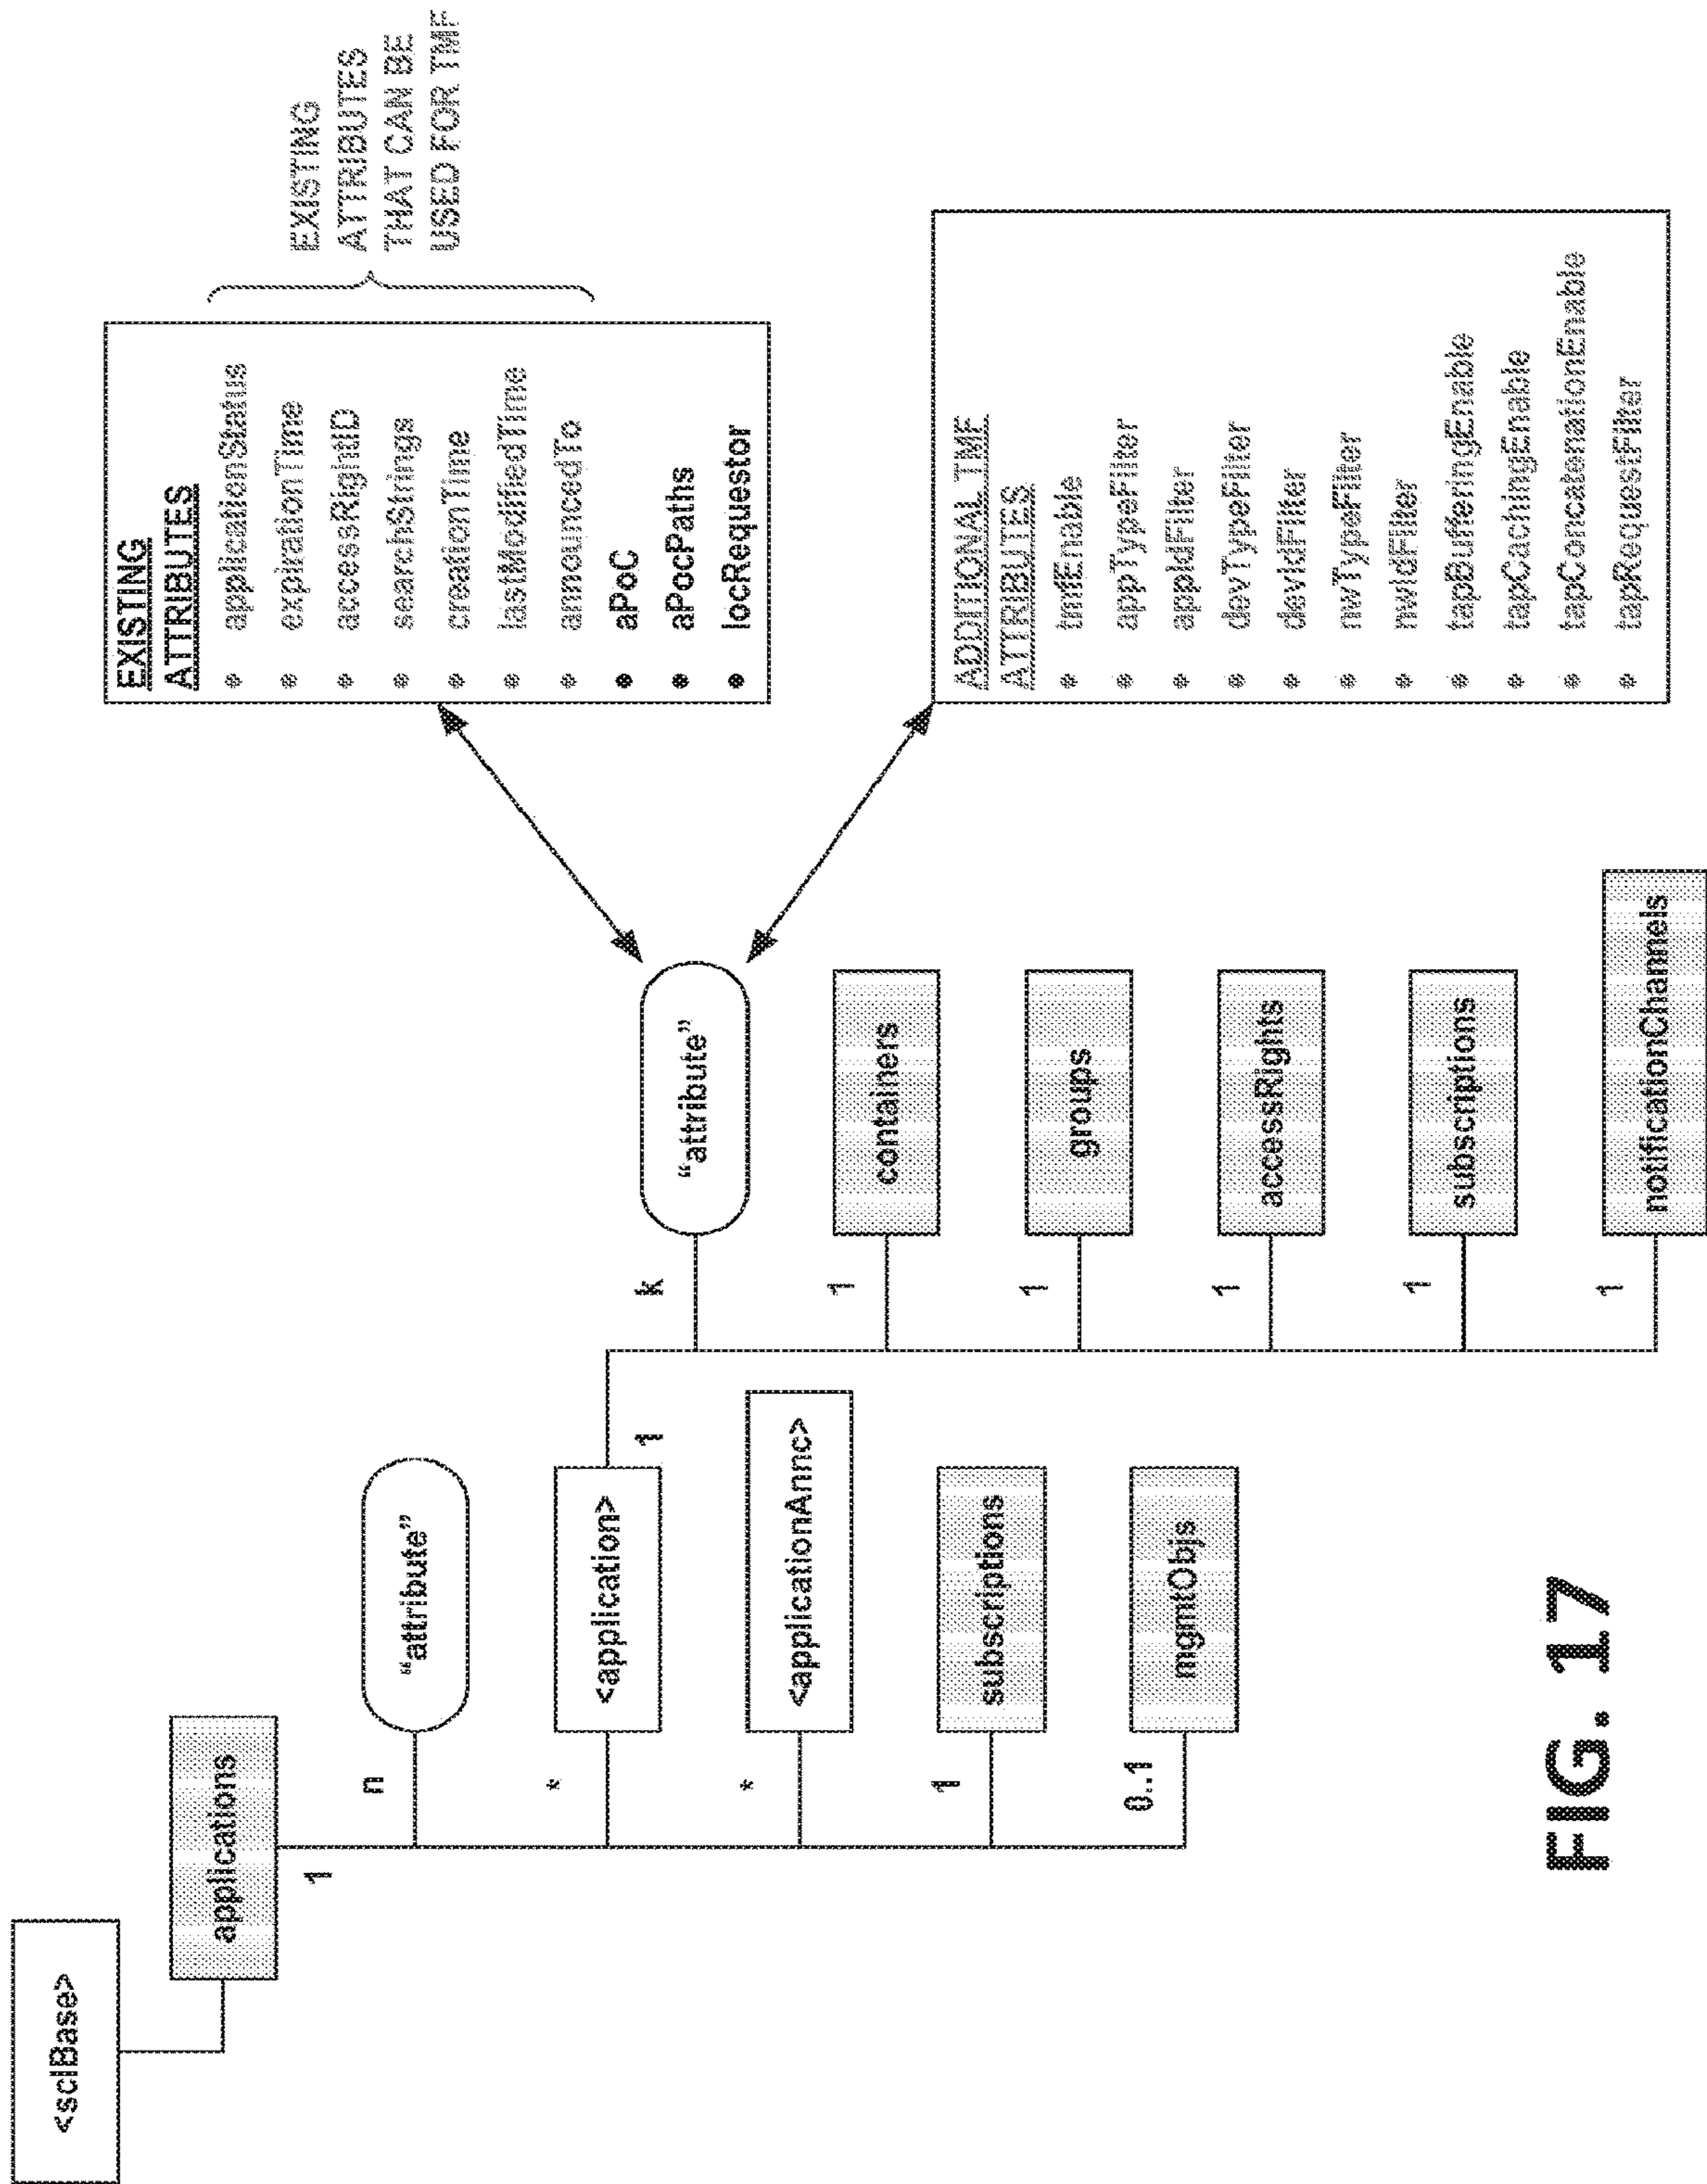 <sclBase>
applications
1
n
"attribute"
*
<application>
1
*
<applicationAnnc>
1
subscriptions
0..1
mgmtObjs
k
“attribute”
1
containers
1
groups
1
accessRights
1
subscriptions
1
notificationChannels
EXISTING
ATTRIBUTES
• applicationStatus
• expirationTime
• accessRightID
• searchStrings
• creationTime
• lastModifiedTime
• announcedTo
• aPoC
• aPocPaths
• locRequestor
EXISTING
ATTRIBUTES
THAT CAN BE
USED FOR TMF
ADDITIONAL TMF
ATTRIBUTES
• tmfEnable
• appTypeFilter
• appIdFilter
• devTypeFilter
• devIdFilter
• nwTypeFilter
• nwIdFilter
• tapBufferingEnable
• tapCachingEnable
• tapConcatenationEnable
• tapRequestFilter
FIG. 17